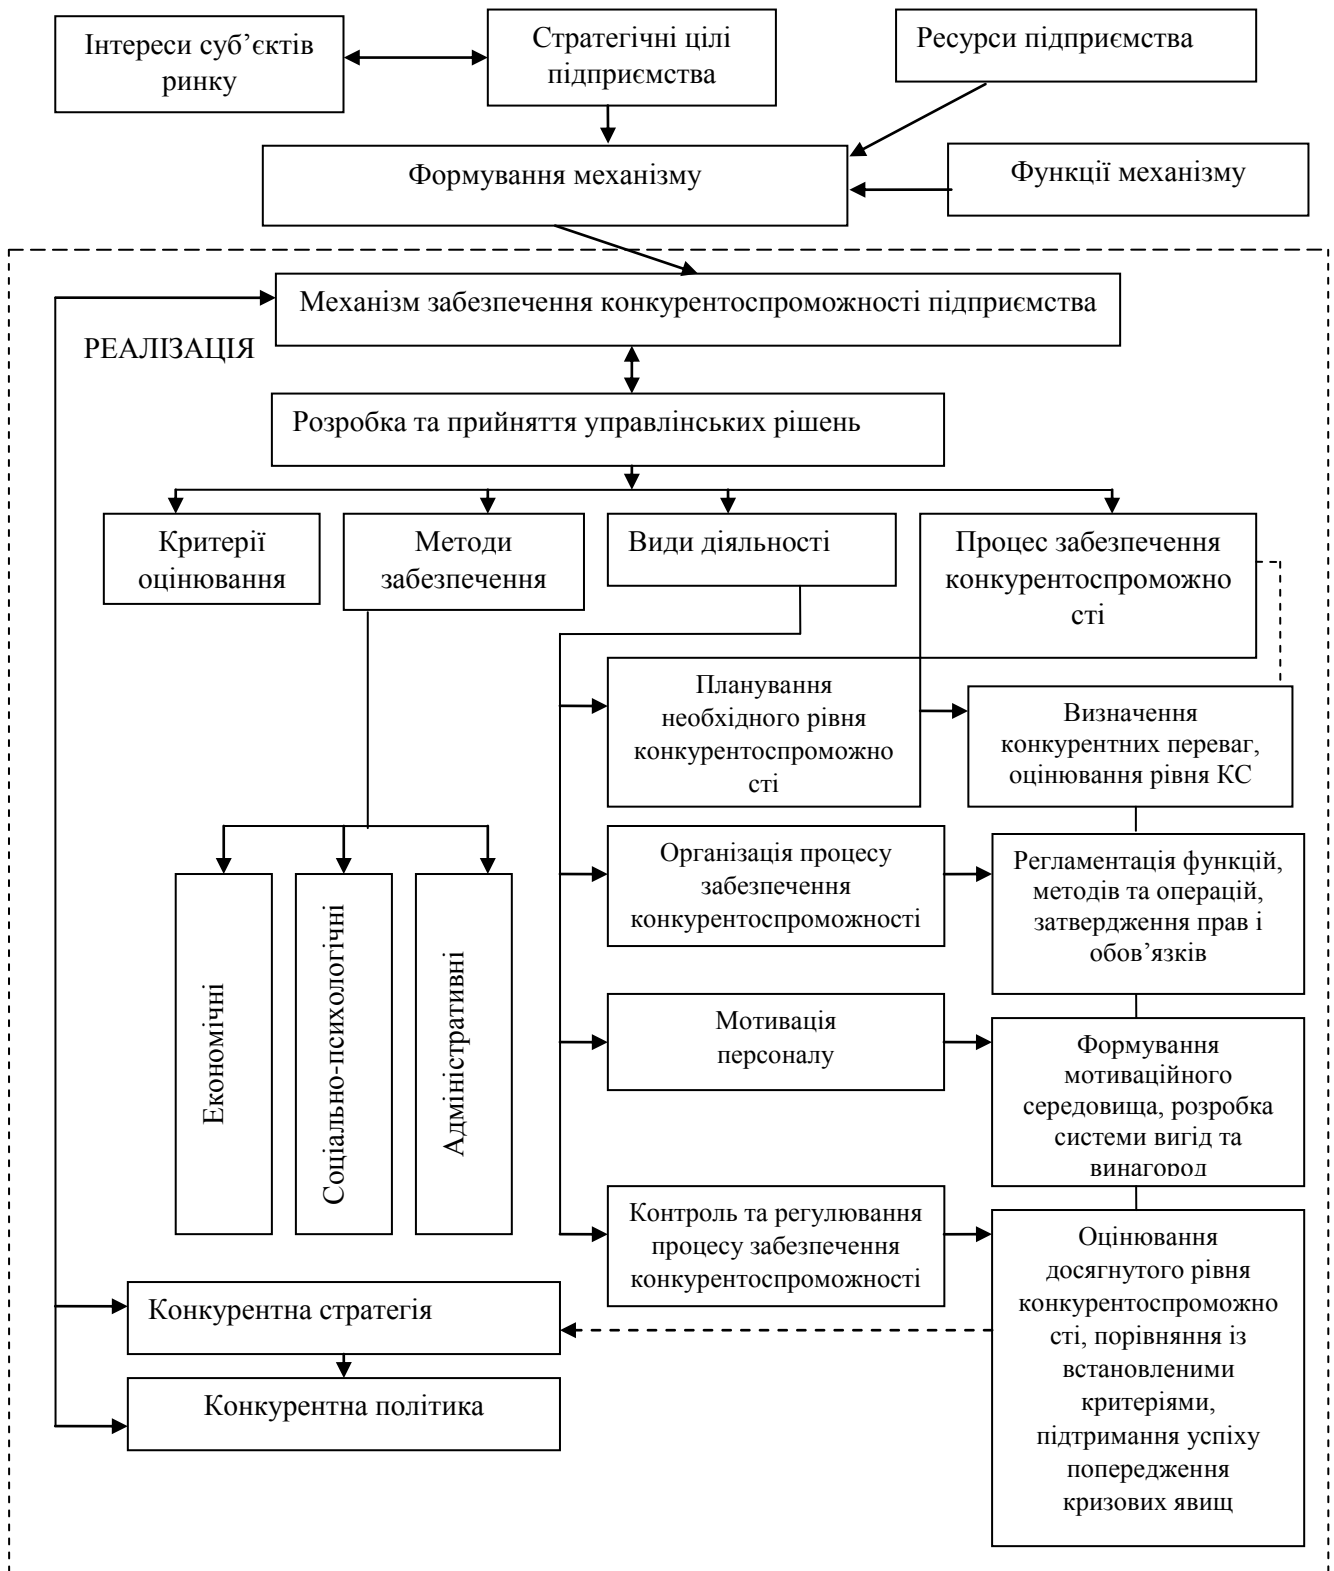 Інтереси суб’єктів
ринку
Стратегічні цілі
підприємства
Ресурси підприємства
Формування механізму
Функції механізму
Механізм забезпечення конкурентоспроможності підприємства
РЕАЛІЗАЦІЯ
Розробка та прийняття управлінських рішень
Критерії
оцінювання
Методи
забезпечення
Види діяльності
Процес забезпечення
конкурентоспроможно
сті
Планування
необхідного рівня
конкурентоспроможно
сті
Визначення
конкурентних переваг,
оцінювання рівня КС
Організація процесу
забезпечення
конкурентоспроможності
Регламентація функцій,
методів та операцій,
затвердження прав і
обов’язків
Економічні
Соціально-психологічні
Адміністративні
Мотивація
персоналу
Формування
мотиваційного
середовища, розробка
системи вигід та
винагород
Контроль та регулювання
процесу забезпечення
конкурентоспроможності
Оцінювання
досягнутого рівня
конкурентоспроможно
сті, порівняння із
встановленими
критеріями,
підтримання успіху
попередження
кризових явищ
Конкурентна стратегія
Конкурентна політика